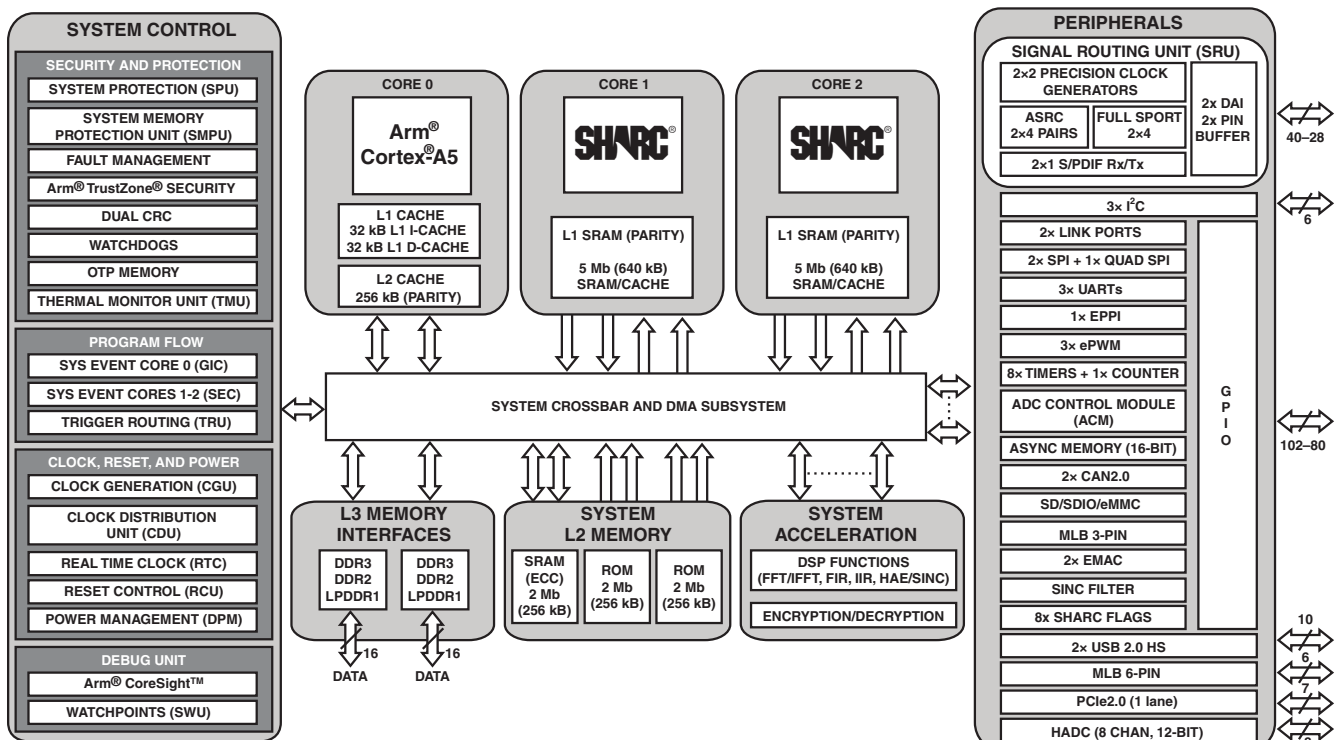 SYSTEM CONTROL
SECURITY AND PROTECTION
SYSTEM PROTECTION (SPU)
SYSTEM MEMORY
PROTECTION UNIT (SMPU)
FAULT MANAGEMENT
Arm® TrustZone® SECURITY
DUAL CRC
WATCHDOGS
OTP MEMORY
THERMAL MONITOR UNIT (TMU)
PROGRAM FLOW
SYS EVENT CORE 0 (GIC)
SYS EVENT CORES 1-2 (SEC)
TRIGGER ROUTING (TRU)
CLOCK, RESET, AND POWER
CLOCK GENERATION (CGU)
CLOCK DISTRIBUTION
UNIT (CDU)
REAL TIME CLOCK (RTC)
RESET CONTROL (RCU)
POWER MANAGEMENT (DPM)
DEBUG UNIT
Arm® CoreSight™
WATCHPOINTS (SWU)
CORE 0
Arm®
Cortex®-A5
L1 CACHE
32 kB L1 I-CACHE
32 kB L1 D-CACHE
L2 CACHE
256 kB (PARITY)
CORE 1
SHARC®
L1 SRAM (PARITY)
5 Mb (640 kB)
SRAM/CACHE
CORE 2
SHARC®
L1 SRAM (PARITY)
5 Mb (640 kB)
SRAM/CACHE
SYSTEM CROSSBAR AND DMA SUBSYSTEM
L3 MEMORY
INTERFACES
DDR3
DDR2
LPDDR1
DDR3
DDR2
LPDDR1
16
16
DATA
DATA
SYSTEM
L2 MEMORY
SRAM
(ECC)
2 Mb
(256 kB)
ROM
2 Mb
(256 kB)
ROM
2 Mb
(256 kB)
SYSTEM
ACCELERATION
DSP FUNCTIONS
(FFT/IFFT, FIR, IIR, HAE/SINC)
ENCRYPTION/DECRYPTION
PERIPHERALS
SIGNAL ROUTING UNIT (SRU)
2×2 PRECISION CLOCK
GENERATORS
ASRC
2×4 PAIRS
FULL SPORT
2×4
2×1 S/PDIF Rx/Tx
2x DAI
2x PIN
BUFFER
40–28
3× I²C
6
2× LINK PORTS
2× SPI + 1× QUAD SPI
3× UARTs
1× EPPI
3× ePWM
8× TIMERS + 1× COUNTER
ADC CONTROL MODULE
(ACM)
ASYNC MEMORY (16-BIT)
2× CAN2.0
SD/SDIO/eMMC
MLB 3-PIN
2× EMAC
SINC FILTER
8x SHARC FLAGS
G
P
I
O
102–80
2× USB 2.0 HS
10
MLB 6-PIN
6
PCIe2.0 (1 lane)
7
HADC (8 CHAN, 12-BIT)